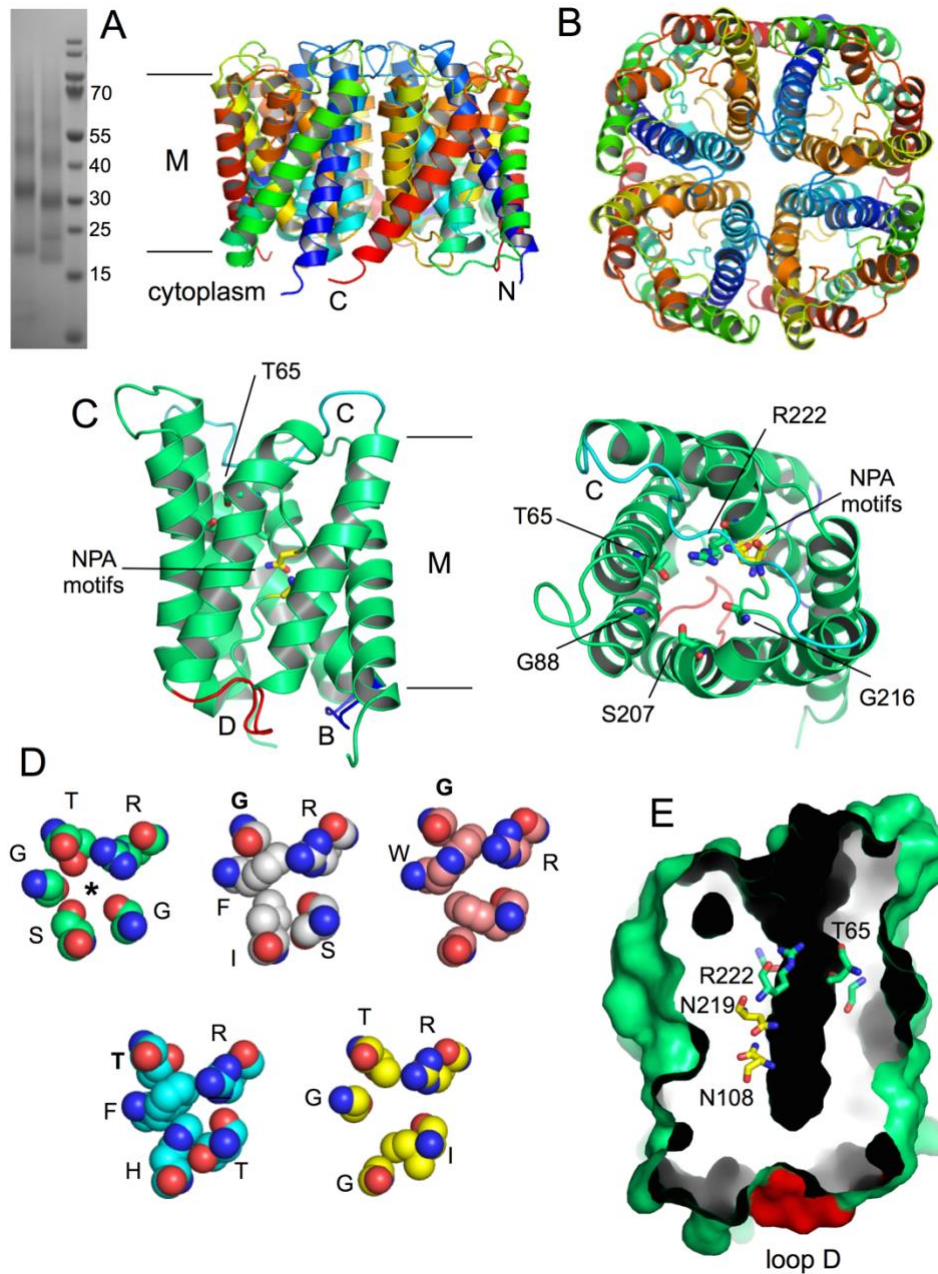 A
B
70
55
40
30
25
15
M
cytoplasm
C
N
C
T65
C
NPA
motifs
M
D
B
R222
C
NPA
motifs
T65
G88
S207
G216
D
T
R
G
*
S
G
G
R
F
I
S
G
W
R
T
R
F
H
T
T
R
G
G
I
E
T65
R222
N219
N108
loop D